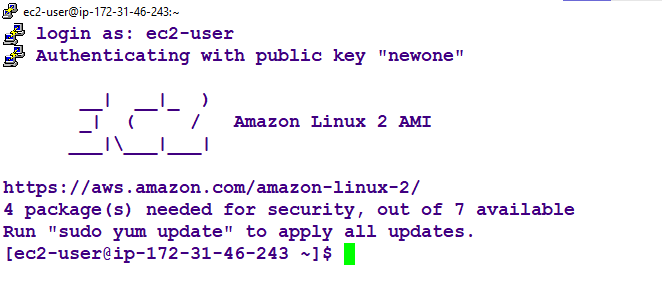 ec2-user@ip-172-31-46-243:~
login as: ec2-user
Authenticating with public key "newone"
__|  __|_  )
_|  (     /   Amazon Linux 2 AMI
___|\___|___|
https://aws.amazon.com/amazon-linux-2/
4 package(s) needed for security, out of 7 available
Run "sudo yum update" to apply all updates.
[ec2-user@ip-172-31-46-243 ~]$